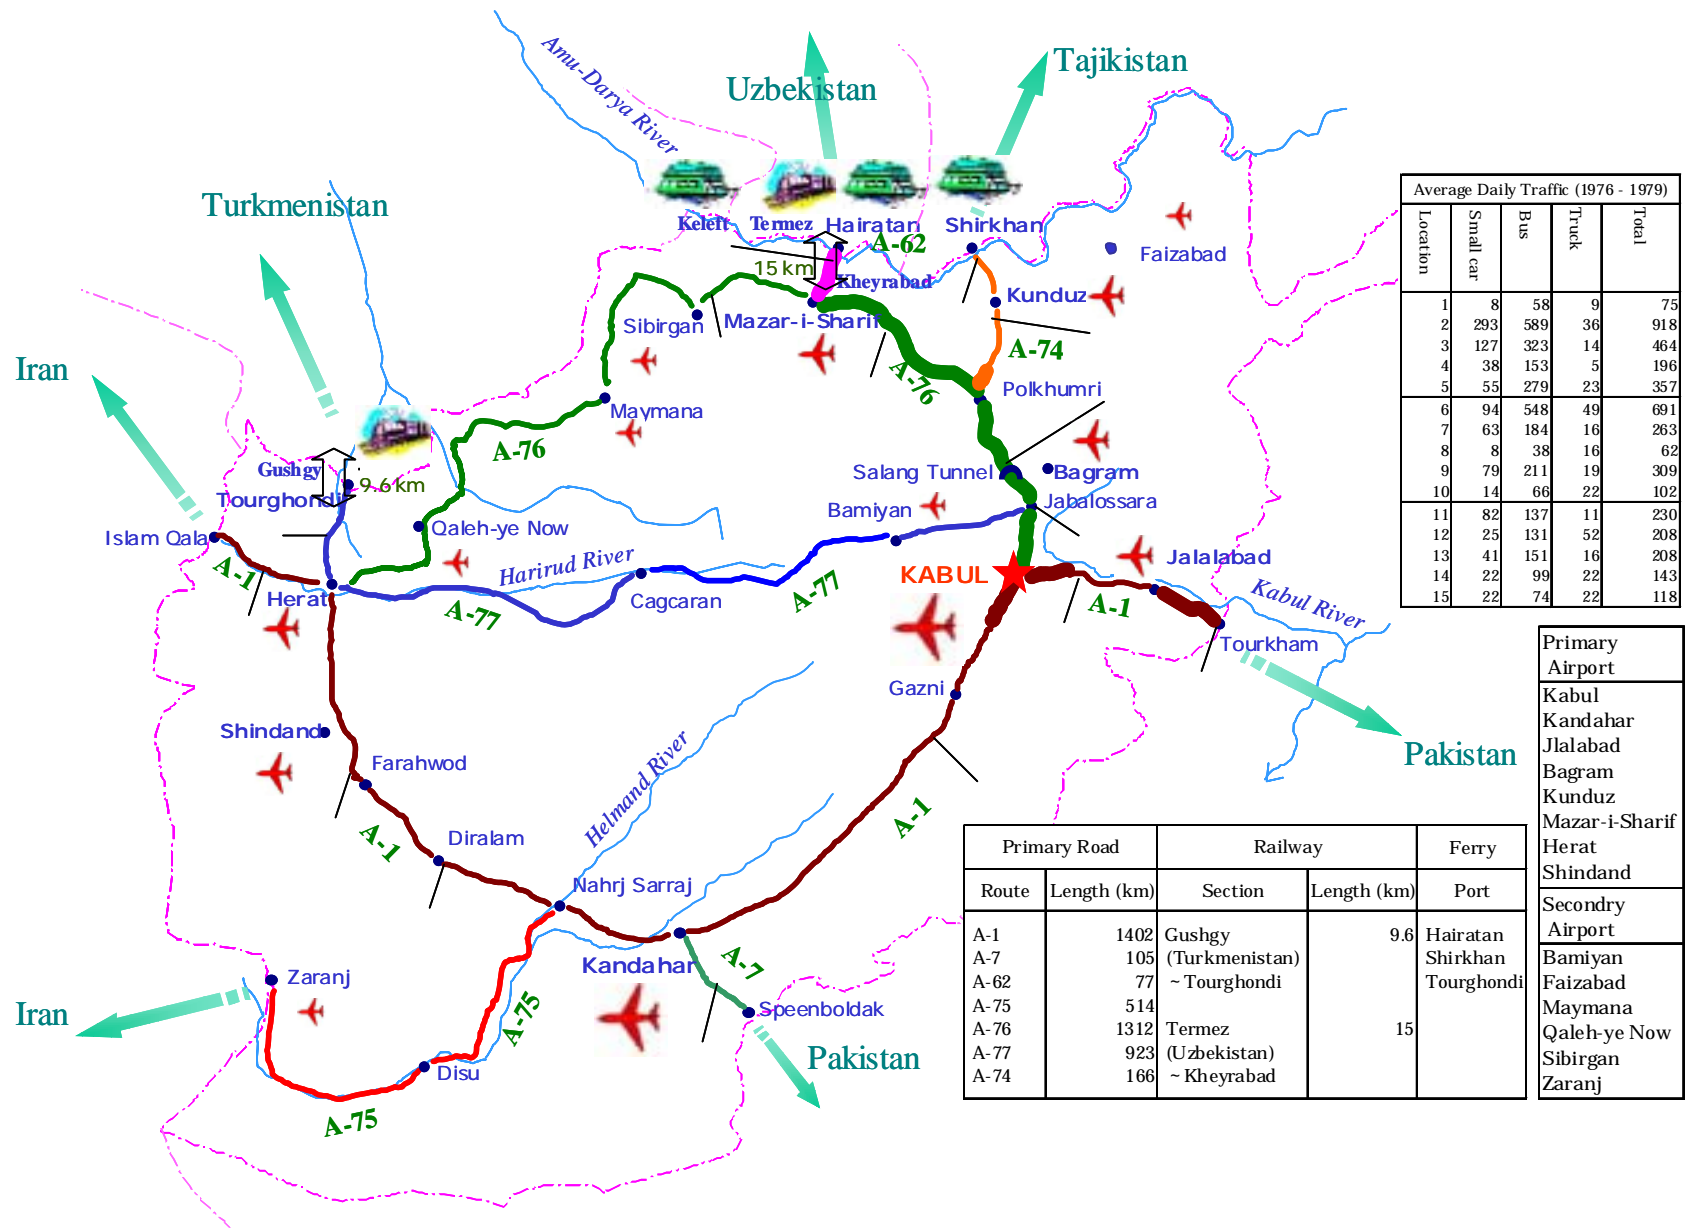 Amu-Darya River
Uzbekistan
Tajikistan
Turkmenistan
Keleft
Termez
Hairatan
Shirkhan
A-62
Faizabad
15 km
Kheyrabad
Kunduz
Sibirgan
Mazar-i-Sharif
A-74
A-76
Iran
Polkhumri
Maymana
A-76
Gushgy
9.6 km
Tourghondi
Salang Tunnel
Bagram
Jabalossara
Bamiyan
Islam Qala
Qaleh-ye Now
A-1
Harirud River
KABUL
Jalalabad
Herat
A-77
Cagcaran
A-77
A-1
Kabul River
Tourkham
Gazni
Shindand
Farahwod
Pakistan
Helmand River
A-1
Diralam
A-1
Nahrj Sarraj
Kandahar
A-7
Zaranj
Speenboldak
A-75
Iran
Pakistan
Disu
A-75
Average Daily Traffic (1976 - 1979)
Location Small car Bus Truck Total
1 8 58 9 75
2 293 589 36 918
3 127 323 14 464
4 38 153 5 196
5 55 279 23 357
6 94 548 49 691
7 63 184 16 263
8 8 38 16 62
9 79 211 19 309
10 14 66 22 102
11 82 137 11 230
12 25 131 52 208
13 41 151 16 208
14 22 99 22 143
15 22 74 22 118
Primary
Airport
Kabul
Kandahar
Jlalabad
Bagram
Kunduz
Mazar-i-Sharif
Herat
Shindand
Secondry
Airport
Bamiyan
Faizabad
Maymana
Qaleh-ye Now
Sibirgan
Zaranj
Primary Road Railway Ferry
Route Length (km) Section Length (km) Port
A-1 1402 Gushgy 9.6 Hairatan
A-7 105 (Turkmenistan) Shirkhan
A-62 77 ~ Tourghondi Tourghondi
A-75 514
A-76 1312 Termez 15
A-77 923 (Uzbekistan)
A-74 166 ~ Kheyrabad